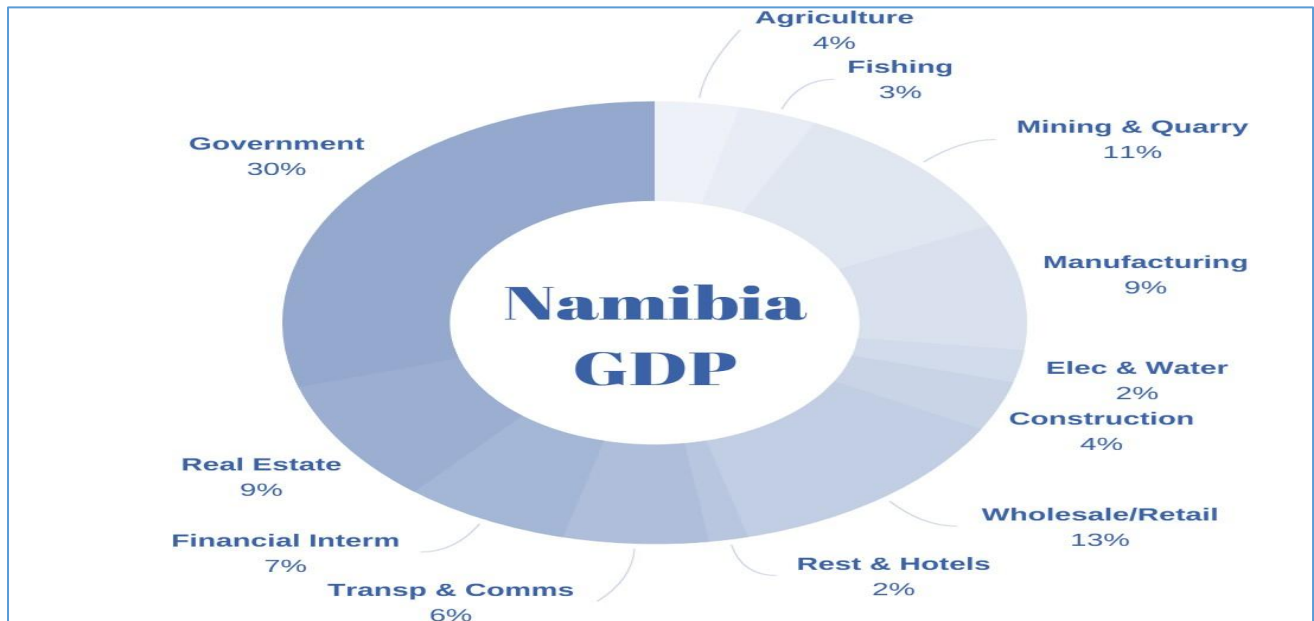 Agriculture
4%
Fishing
3%
Mining & Quarry
11%
Manufacturing
9%
Elec & Water
2%
Construction
4%
Wholesale/Retail
13%
Rest & Hotels
2%
Transp & Comms
6%
Financial Interm
7%
Real Estate
9%
Government
30%
Namibia
GDP